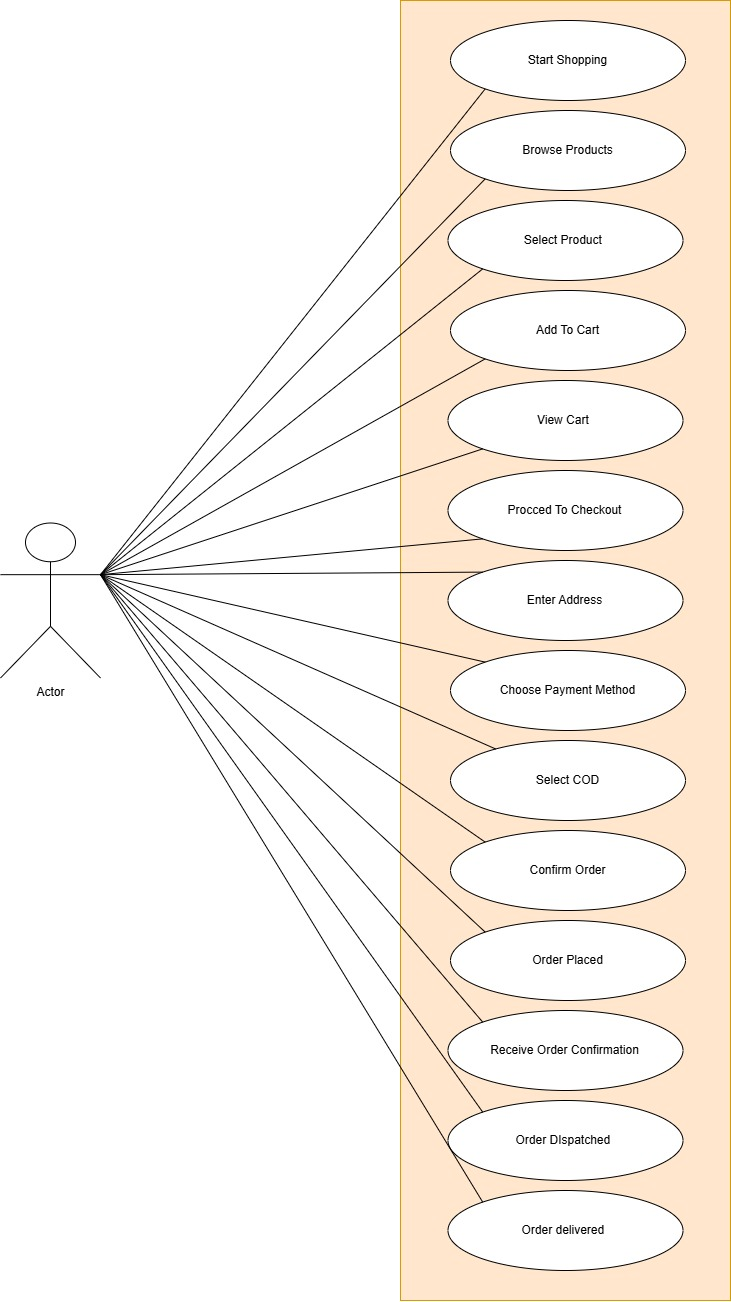 Start Shopping
Browse Products
Select Product
Add To Cart
View Cart
Procced To Checkout
Enter Address
Actor
Choose Payment Method
Select COD
Confirm Order
Order Placed
Receive Order Confirmation
Order DIspatched
Order delivered